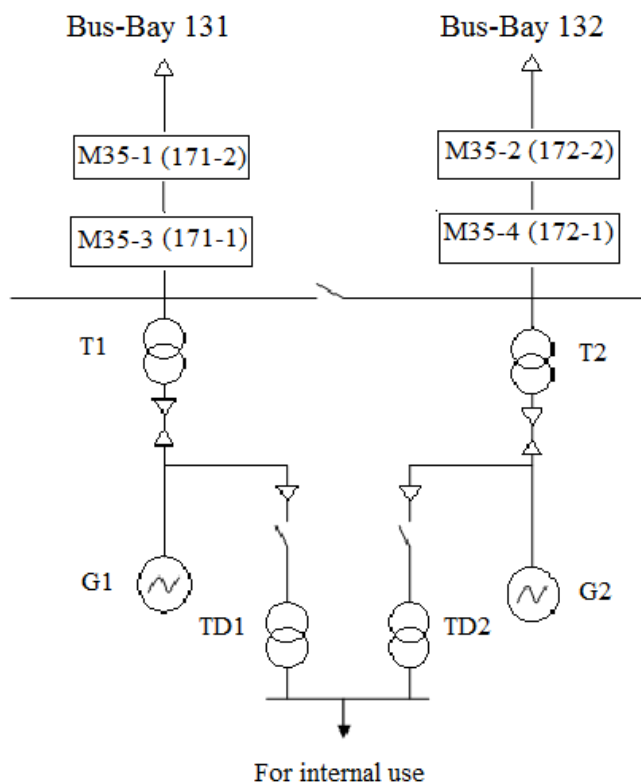 Bus-Bay 131
Bus-Bay 132
M35-1 (171-2)
M35-2 (172-2)
M35-3 (171-1)
M35-4 (172-1)
T1
T2
G1
G2
TD1
TD2
For internal use